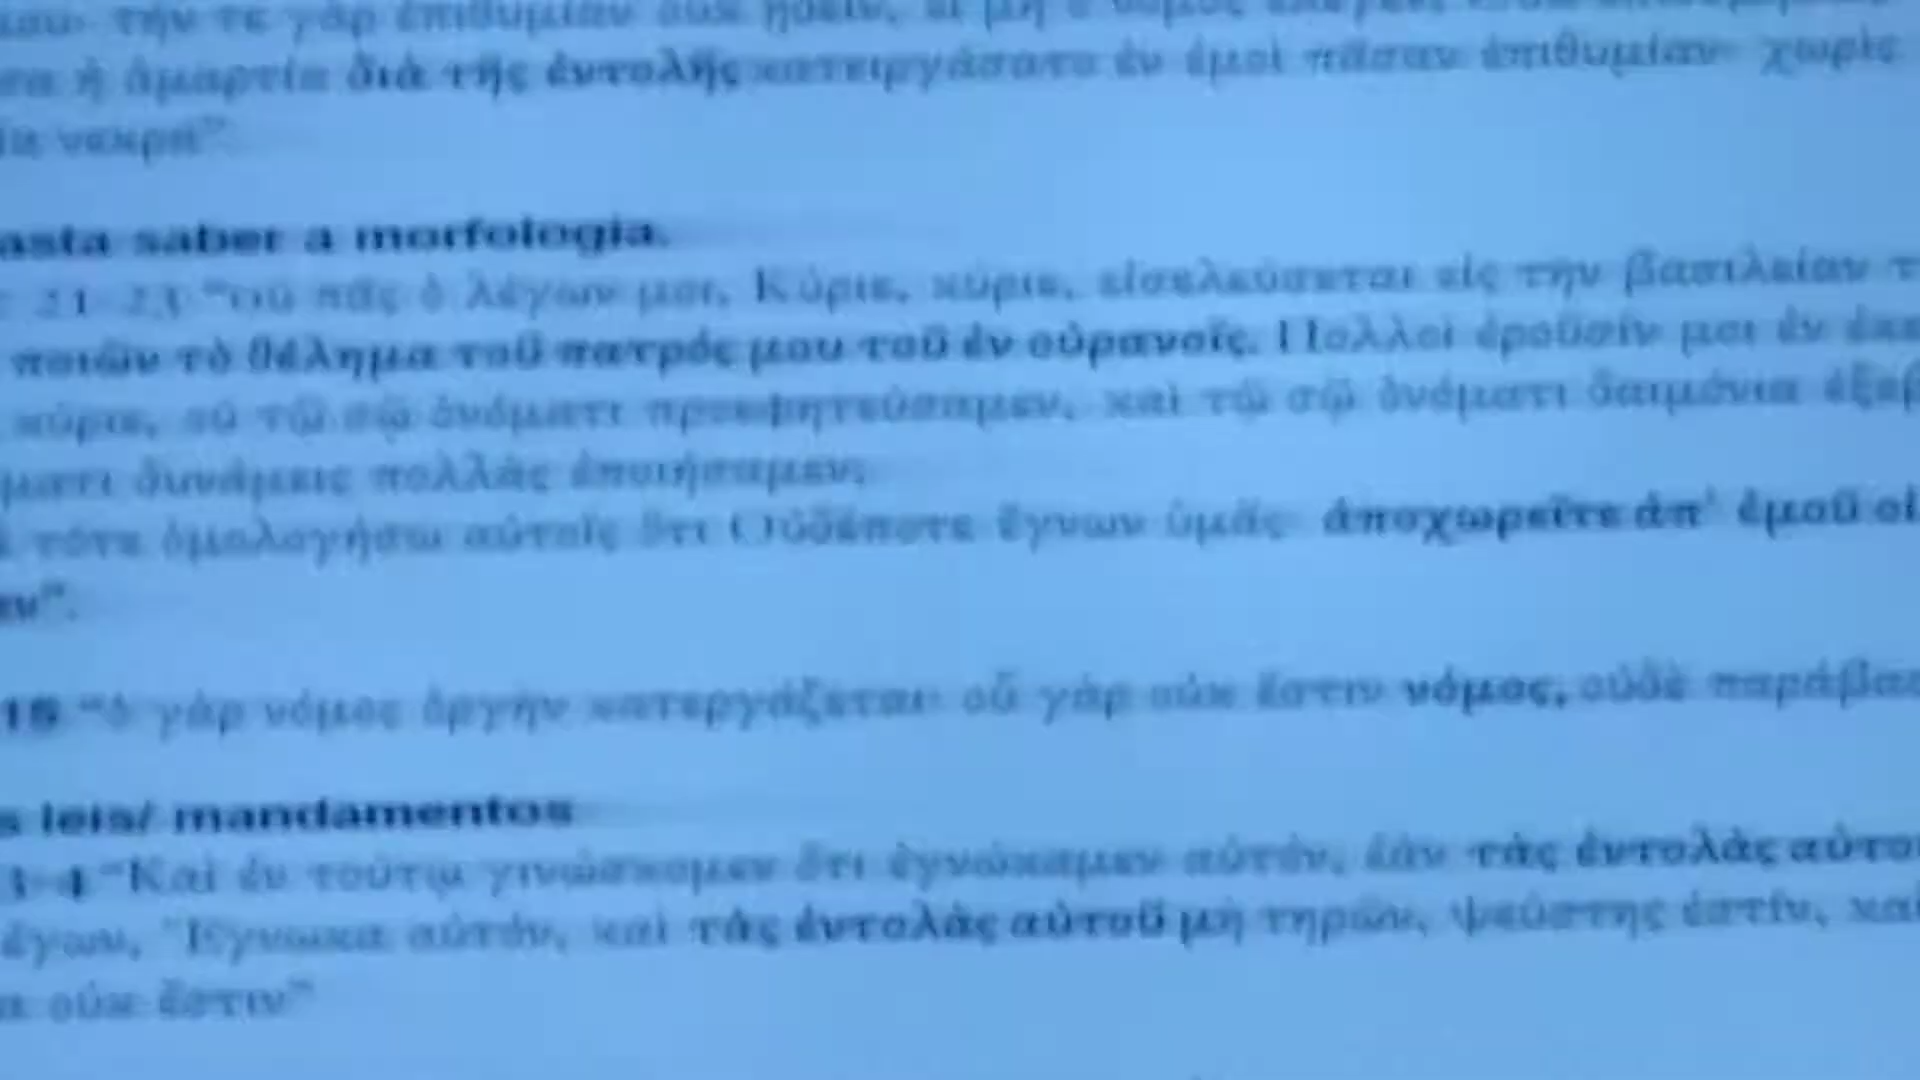 την τε γὰρ ἐπιθυμίαν οὐκ ᾔδειν, εἰ μὴ ὁ νόμος ἔλεγεν
ἡ ἁμαρτία διὰ τῆς ἐντολῆς κατειργάσατο ἐν ἐμοὶ πᾶσαν ἐπιθυμίαν· χωρὶς
ία νεκρά”
asta saber a morfologia.
21-23 “οὐ πᾶς ὁ λέγων μοι, Κύριε, κύριε, εἰσελεύσεται εἰς τὴν βασιλείαν τ
ποιῶν τὸ θέλημα τοῦ πατρός μου τοῦ ἐν οὐρανοῖς. Πολλοὶ ἐροῦσίν μοι ἐν ἐκε
κύριε, οὐ τῷ σῷ ὀνόματι προεφητεύσαμεν, καὶ τῷ σῷ ὀνόματι δαιμόνια ἐξεβ
ματι δυνάμεις πολλὰς ἐποιήσαμεν;
τότε ὁμολογήσω αὐτοῖς ὅτι Οὐδέποτε ἔγνων ὑμᾶς· ἀποχωρεῖτε ἀπ' ἐμοῦ οἱ
αν”.
15 “ὁ γὰρ νόμος ὀργὴν κατεργάζεται· οὗ γὰρ οὐκ ἔστιν νόμος, οὐδὲ παράβασ
s leis/ mandamentos
3-4 “Καὶ ἐν τούτῳ γινώσκομεν ὅτι ἐγνώκαμεν αὐτόν, ἐὰν τὰς ἐντολὰς αὐτο
έγων, Ἔγνωκα αὐτόν, καὶ τὰς ἐντολὰς αὐτοῦ μὴ τηρῶν, ψεύστης ἐστίν, καὶ
οὐκ ἔστιν”